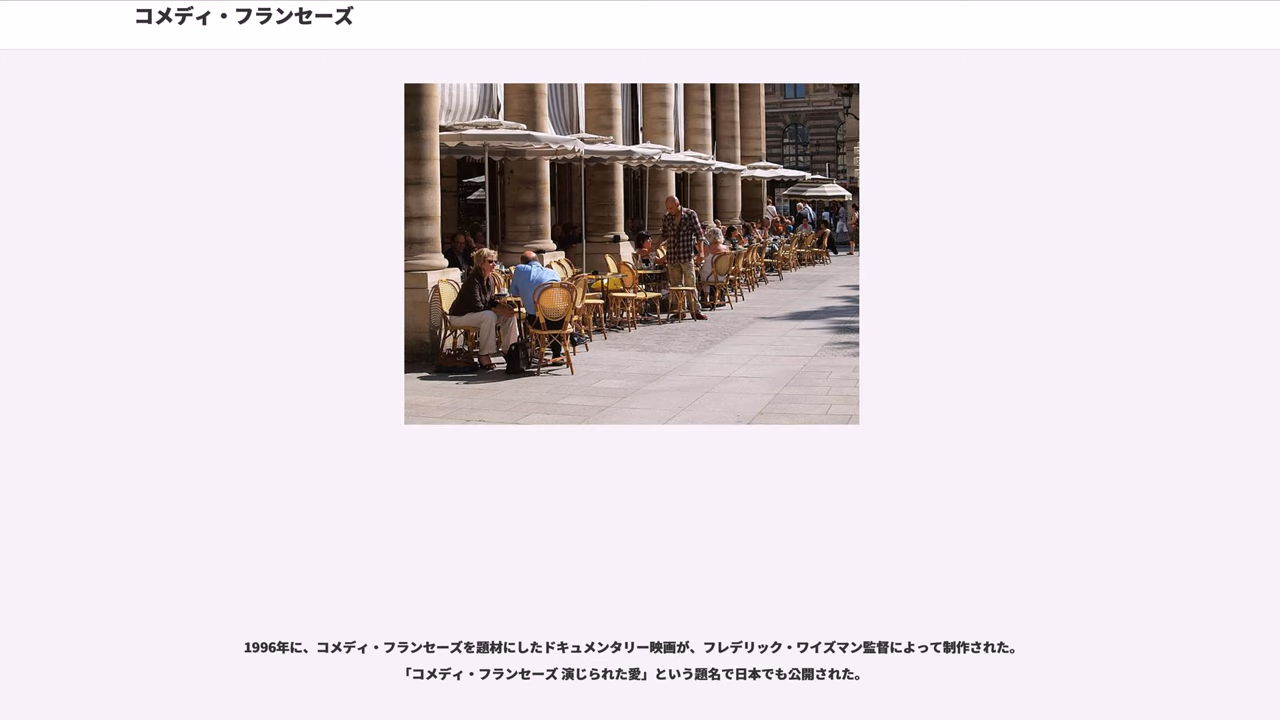 コメディ・フランセーズ
1996年に、コメディ・フランセーズを題材にしたドキュメンタリー映画が、フレデリック・ワイズマン監督によって制作された。
「コメディ・フランセーズ 演じられた愛」という題名で日本でも公開された。